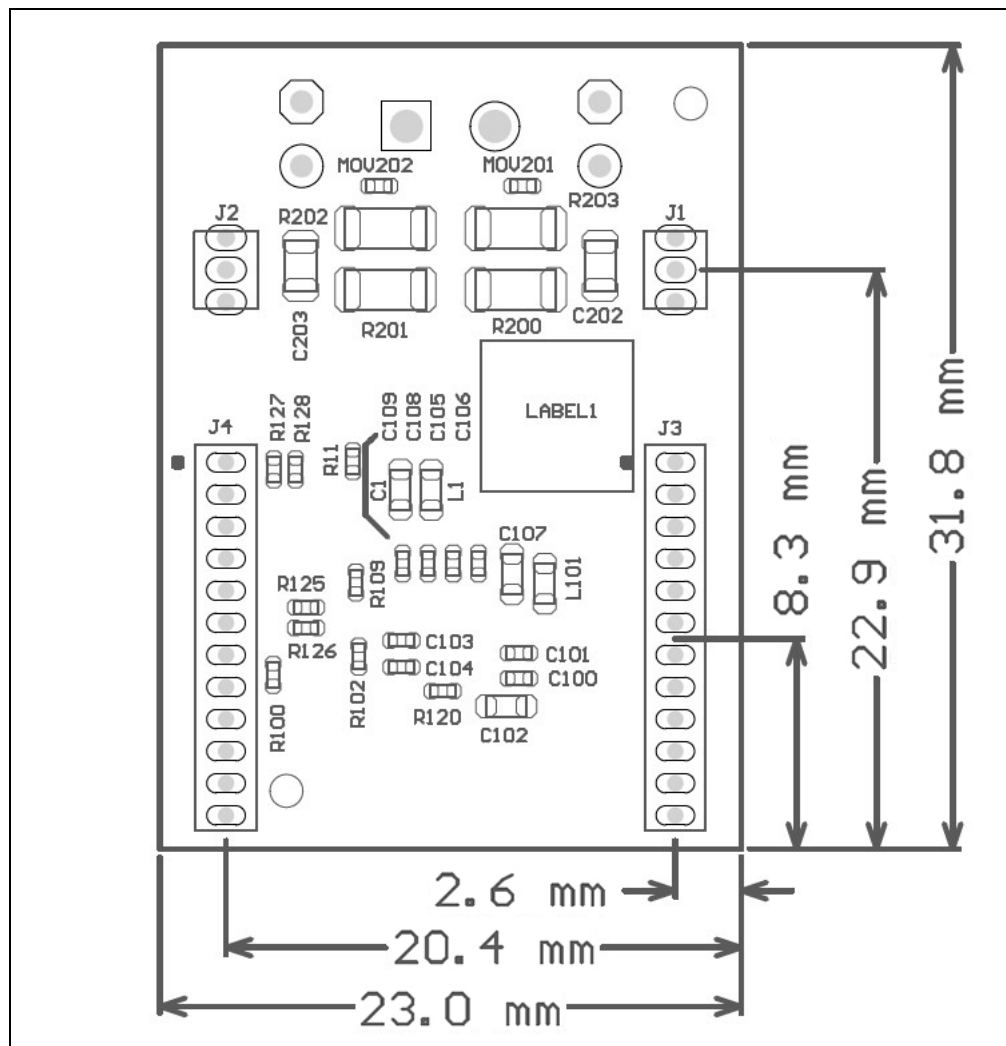 MOV202
MOV201
R203
J2
R202
J1
C203
R201
R200
C202
LABEL1
J4
R127
R128
R11
C109
C108
C105
C106
J3
C1
L1
C107
L101
R109
R125
R126
C103
C104
C101
C100
R100
R102
R120
C102
8.3 mm
22.9 mm
31.8 mm
2.6 mm
20.4 mm
23.0 mm